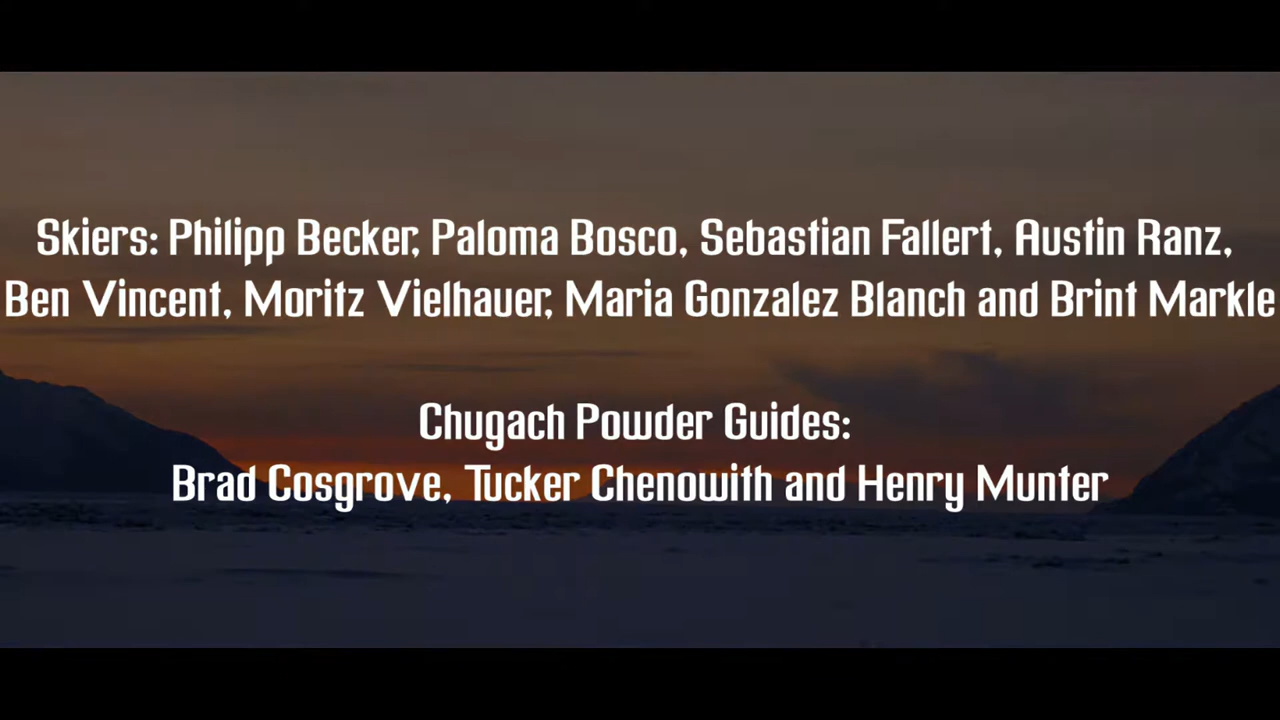 Skiers: Philipp Becker, Paloma Bosco, Sebastian Fallert, Austin Ranz,
Ben Vincent, Moritz Vielhauer, Maria Gonzalez Blanch and Brint Markle
Chugach Powder Guides:
Brad Cosgrove, Tucker Chenowith and Henry Munter